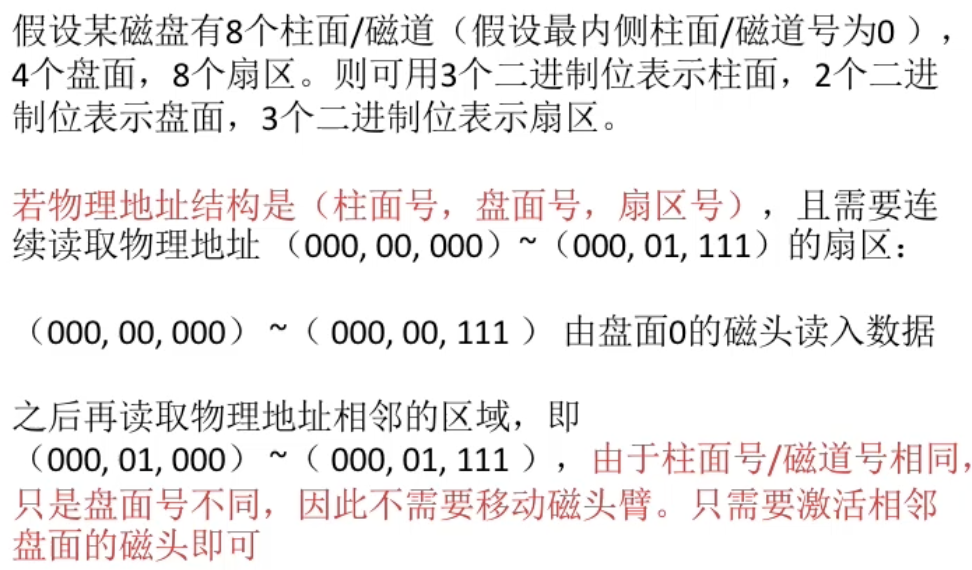 假设某磁盘有8个柱面/磁道（假设最内侧柱面/磁道号为0 ），
4个盘面，8个扇区。则可用3个二进制位表示柱面，2个二进
制位表示盘面，3个二进制位表示扇区。
若物理地址结构是（柱面号，盘面号，扇区号），且需要连
续读取物理地址 （000, 00, 000）~（000, 01, 111）的扇区：
（000, 00, 000） ~（ 000, 00, 111 ） 由盘面0的磁头读入数据
之后再读取物理地址相邻的区域，即
（000, 01, 000） ~（ 000, 01, 111 ），由于柱面号/磁道号相同，
只是盘面号不同，因此不需要移动磁头臂。只需要激活相邻
盘面的磁头即可